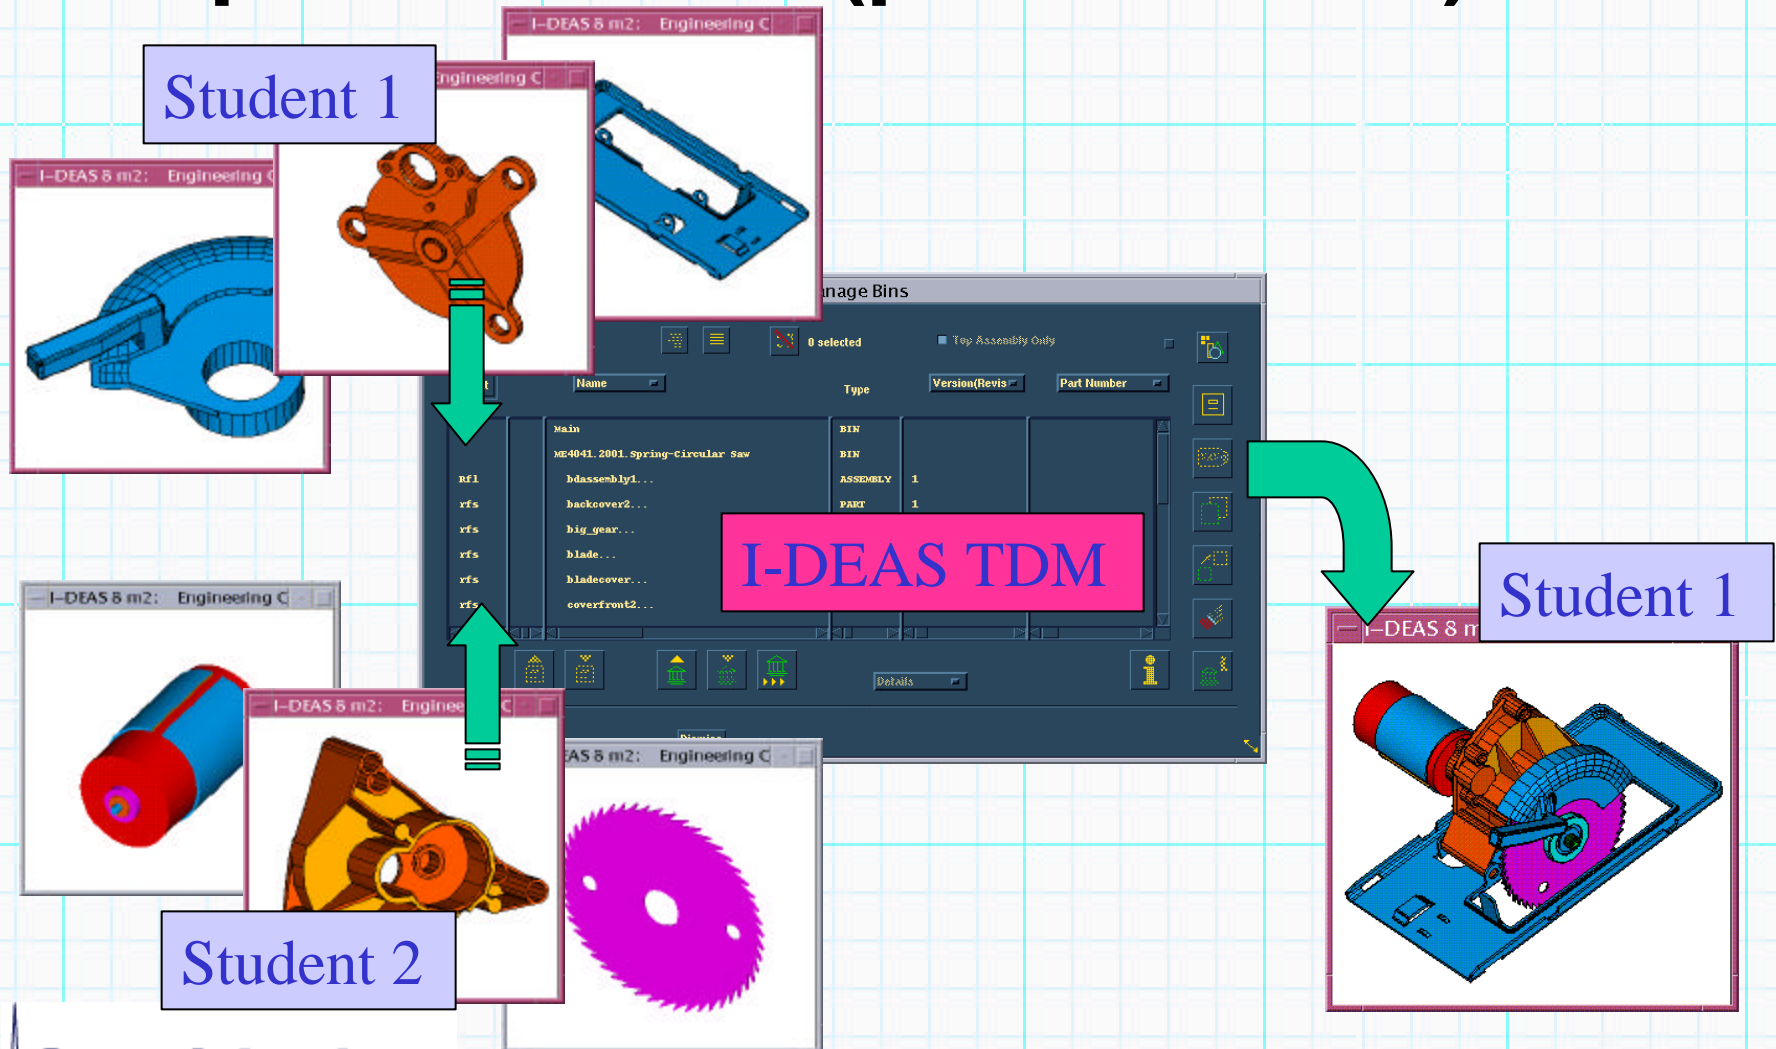 I-DEAS 8 m2: Engineering C
Student 1
Engineering C
I-DEAS 8 m2: Engineering C
anage Bins
0 selected
Top Assembly Only
Name
Type
Version(Revis
Part Number
Main BIN
ME4041.2001.Spring-Circular Saw BIN
Rfl bdassembly1... ASSEMBLY 1
rfs backcover2... PART 1
rfs big_gear...
rfs blade...
rfs bladecover...
rfs coverfront2...
I-DEAS TDM
Details
Student 1
I-DEAS 8 m
I-DEAS 8 m2: Engineering C
I-DEAS 8 m2: Enginee C
EAS 8 m2: Engineering C
Student 2